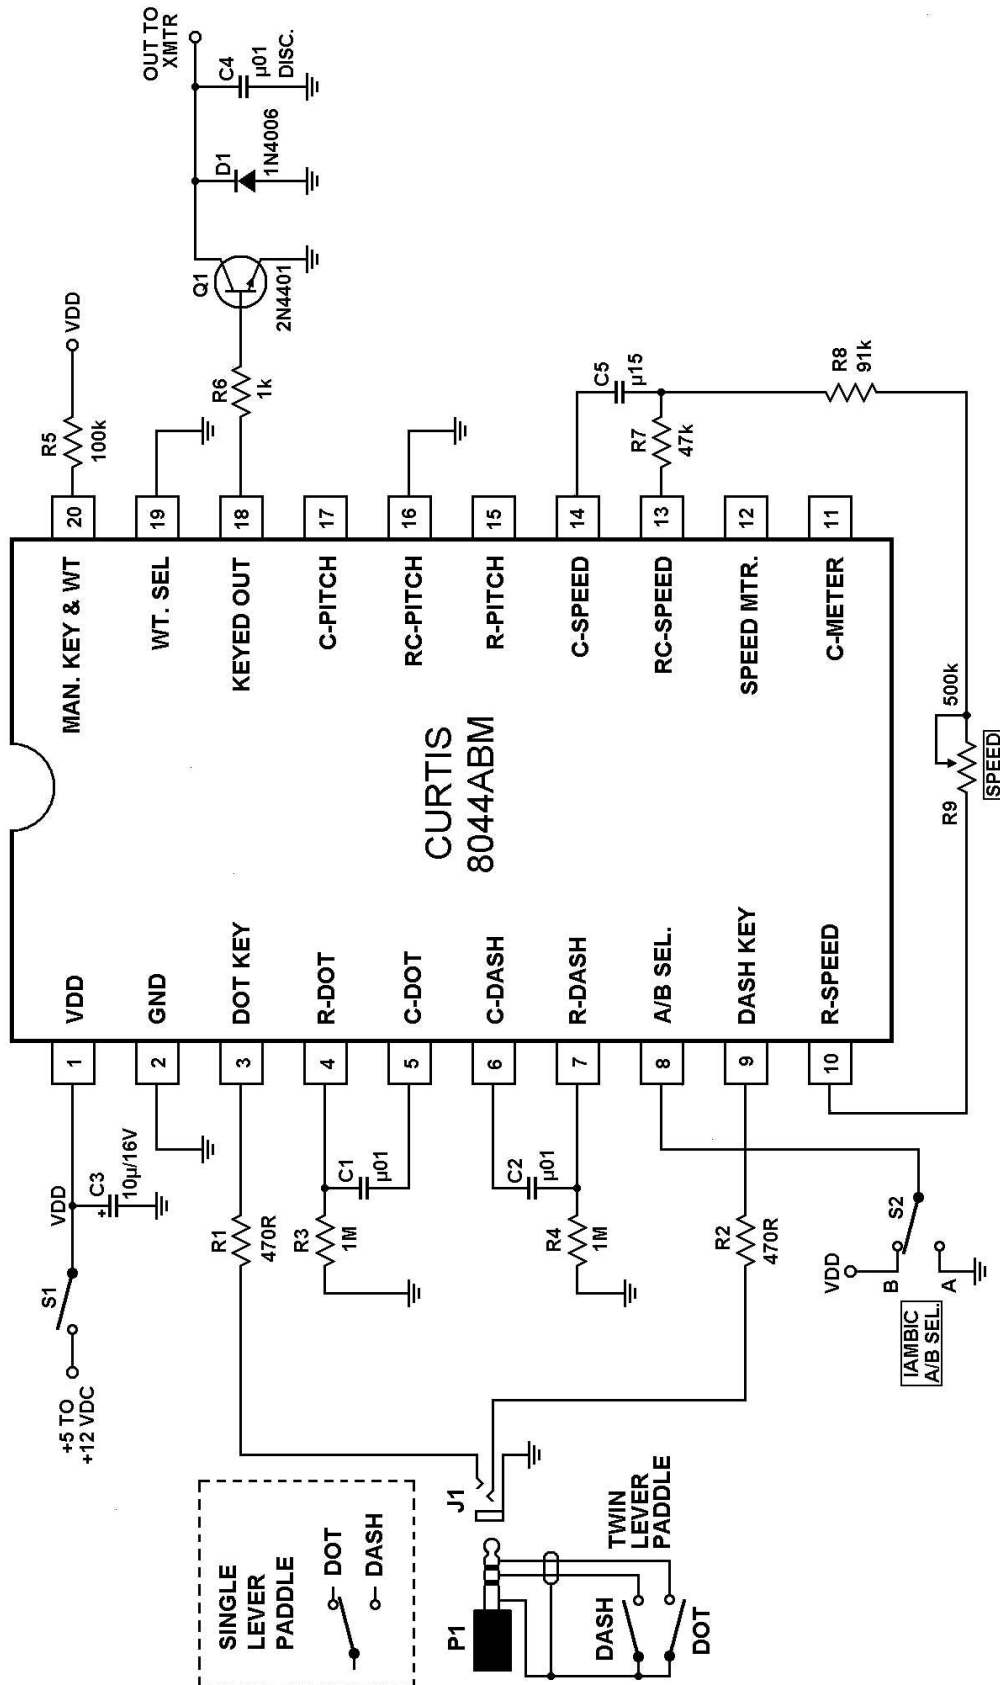 +5 TO
+12 VDC
S1
VDD
C3
10µ/16V
1
VDD
2
GND
R1
470R
3
DOT KEY
R3
1M
C1
µ01
4
R-DOT
5
C-DOT
C2
µ01
6
C-DASH
R4
1M
7
R-DASH
8
A/B SEL.
R2
470R
9
DASH KEY
10
R-SPEED
CURTIS
8044ABM
20
MAN. KEY & WT
R5
100k
VDD
19
WT. SEL
18
KEYED OUT
R6
1k
Q1
2N4401
D1
1N4006
C4
µ01
DISC.
OUT TO
XMTR
17
C-PITCH
16
RC-PITCH
15
R-PITCH
14
C-SPEED
C5
µ15
13
RC-SPEED
R7
47k
R8
91k
12
SPEED MTR.
11
C-METER
R9
500k
SPEED
VDD
B
A
S2
IAMBIC
A/B SEL.
SINGLE
LEVER
PADDLE
DOT
DASH
J1
P1
TWIN
LEVER
PADDLE
DASH
DOT